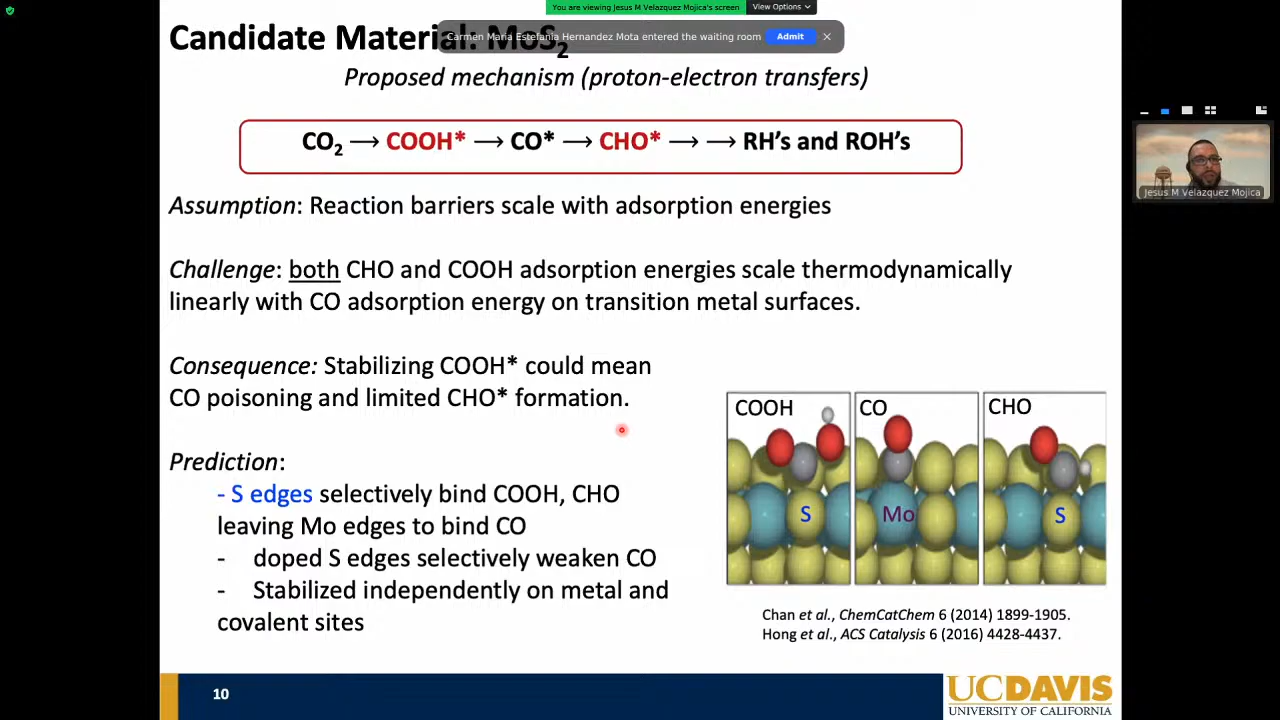 You are viewing Jesus M Velazquez Mojica's screen
View Options
Candidate Material: MoS2
Carmen Maria Estefania Hernandez Mota entered the waiting room
Admit
Proposed mechanism (proton-electron transfers)
CO2 → COOH* → CO* → CHO* → → RH's and ROH's
Assumption: Reaction barriers scale with adsorption energies
Jesus M Velazquez Mojica
Challenge: both CHO and COOH adsorption energies scale thermodynamically
linearly with CO adsorption energy on transition metal surfaces.
Consequence: Stabilizing COOH* could mean
CO poisoning and limited CHO* formation.
Prediction:
- S edges selectively bind COOH, CHO
leaving Mo edges to bind CO
- doped S edges selectively weaken CO
- Stabilized independently on metal and
covalent sites
COOH
CO
CHO
S
Mo
S
Chan et al., ChemCatChem 6 (2014) 1899-1905.
Hong et al., ACS Catalysis 6 (2016) 4428-4437.
10
UCDAVIS
UNIVERSITY OF CALIFORNIA